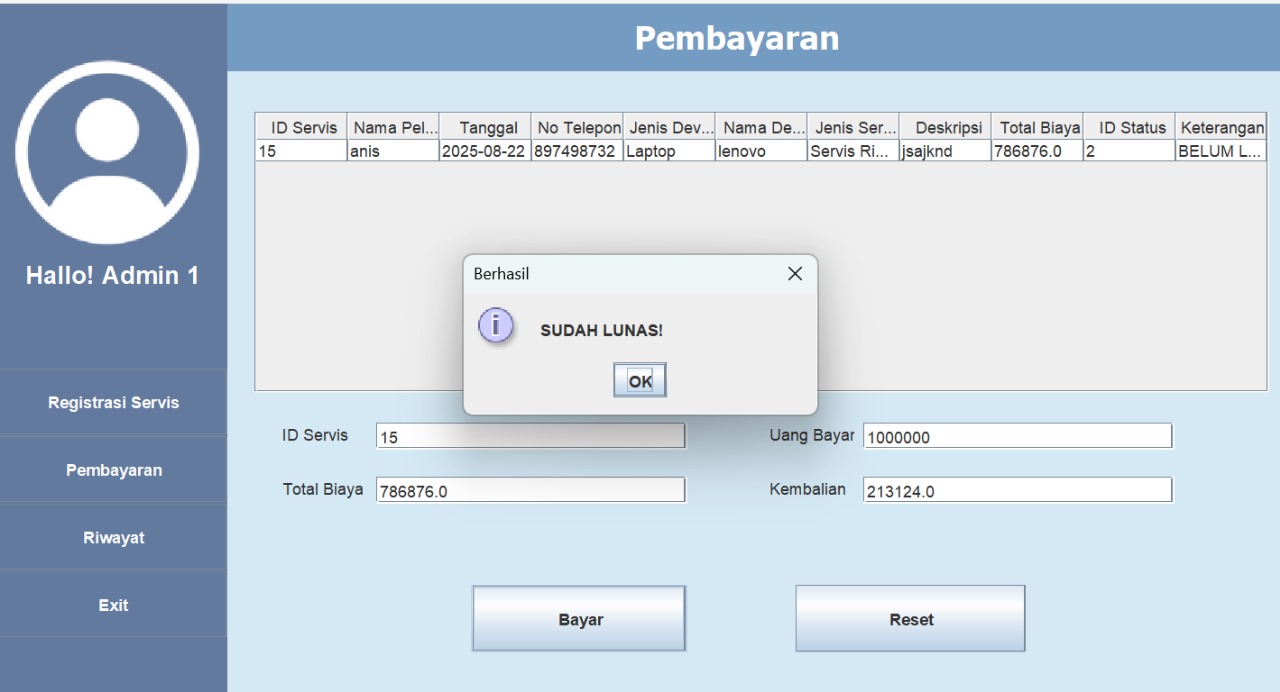 Pembayaran
Hallo! Admin 1
Registrasi Servis
Pembayaran
Riwayat
Exit
ID Servis Nama Pel... Tanggal No Telepon Jenis Dev... Nama De... Jenis Ser... Deskripsi Total Biaya ID Status Keterangan
15 anis 2025-08-22 897498732 Laptop lenovo Servis Ri... jsajknd 786876.0 2 BELUM L...
Berhasil
i
SUDAH LUNAS!
OK
ID Servis 15 Uang Bayar 1000000
Total Biaya 786876.0 Kembalian 213124.0
Bayar Reset